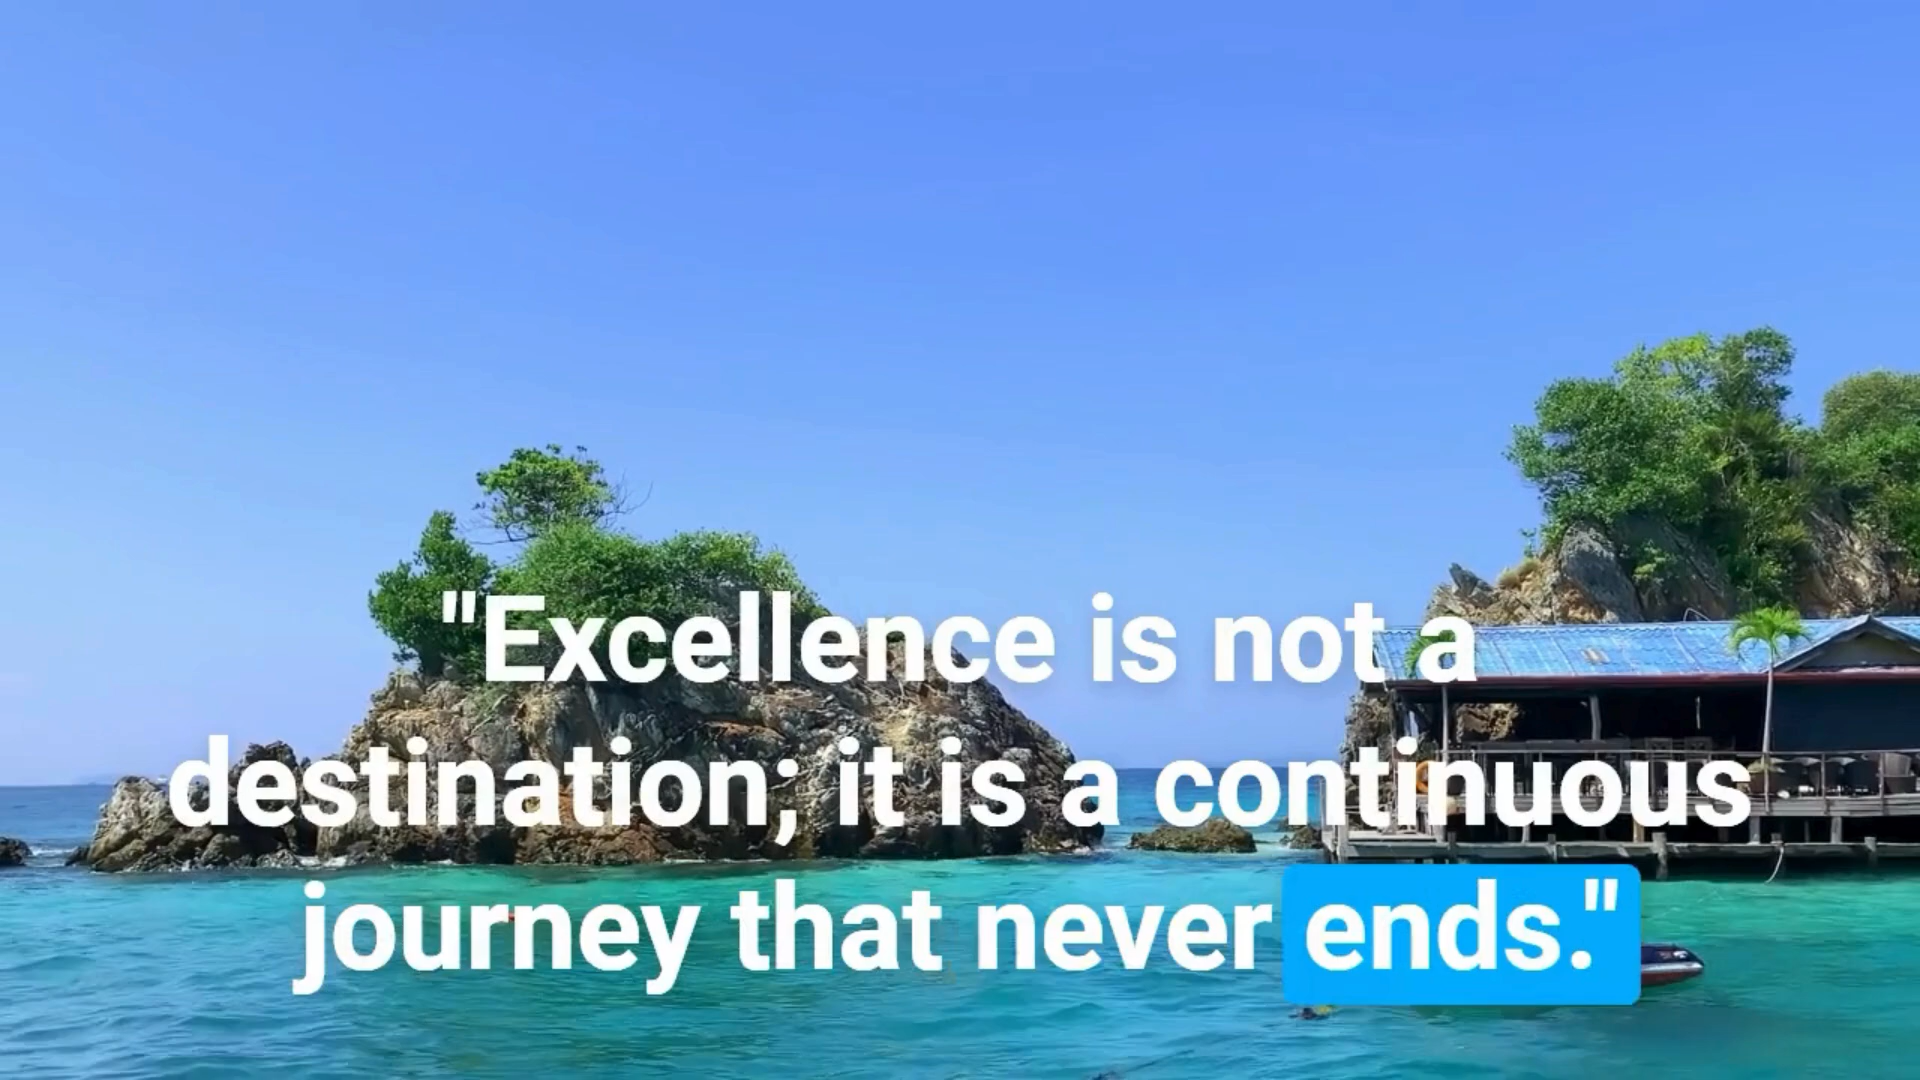 "Excellence is not a
destination; it is a continuous
journey that never ends."